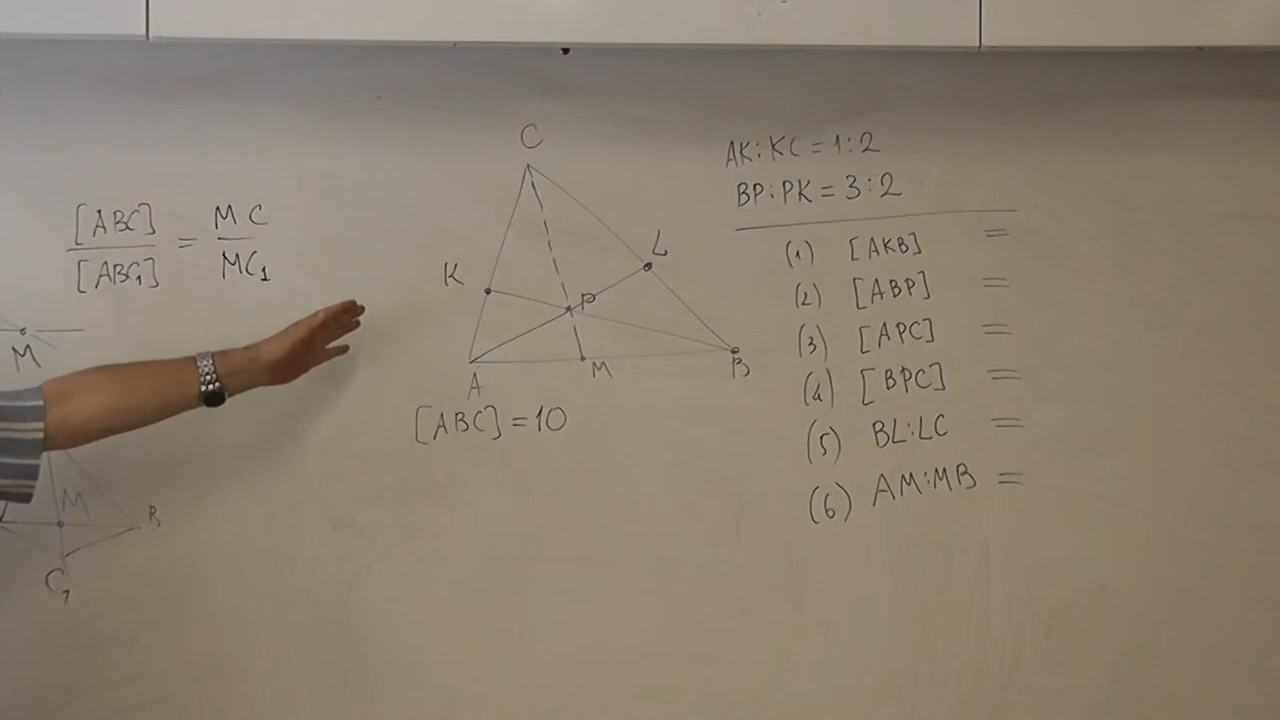 [ABC] / [ABC₁] = MC / MC₁
M
M
B
C₁
C
K
L
P
A
M
B
[ABC] = 10
AK:KC = 1:2
BP:PK = 3:2
(1) [AKB] =
(2) [ABP] =
(3) [APC] =
(4) [BPC] =
(5) BL:LC =
(6) AM:MB =